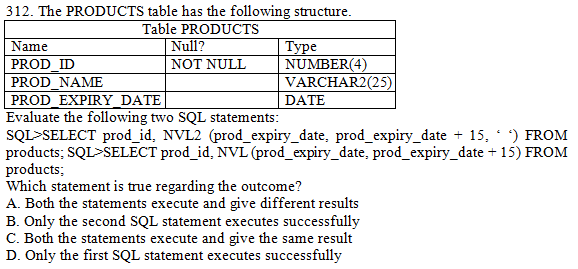 312. The PRODUCTS table has the following structure.
Table PRODUCTS
Name Null? Type
PROD_ID NOT NULL NUMBER(4)
PROD_NAME VARCHAR2(25)
PROD_EXPIRY_DATE DATE
Evaluate the following two SQL statements:
SQL>SELECT prod_id, NVL2 (prod_expiry_date, prod_expiry_date + 15, ‘ ‘) FROM
products; SQL>SELECT prod_id, NVL (prod_expiry_date, prod_expiry_date + 15) FROM
products;
Which statement is true regarding the outcome?
A. Both the statements execute and give different results
B. Only the second SQL statement executes successfully
C. Both the statements execute and give the same result
D. Only the first SQL statement executes successfully